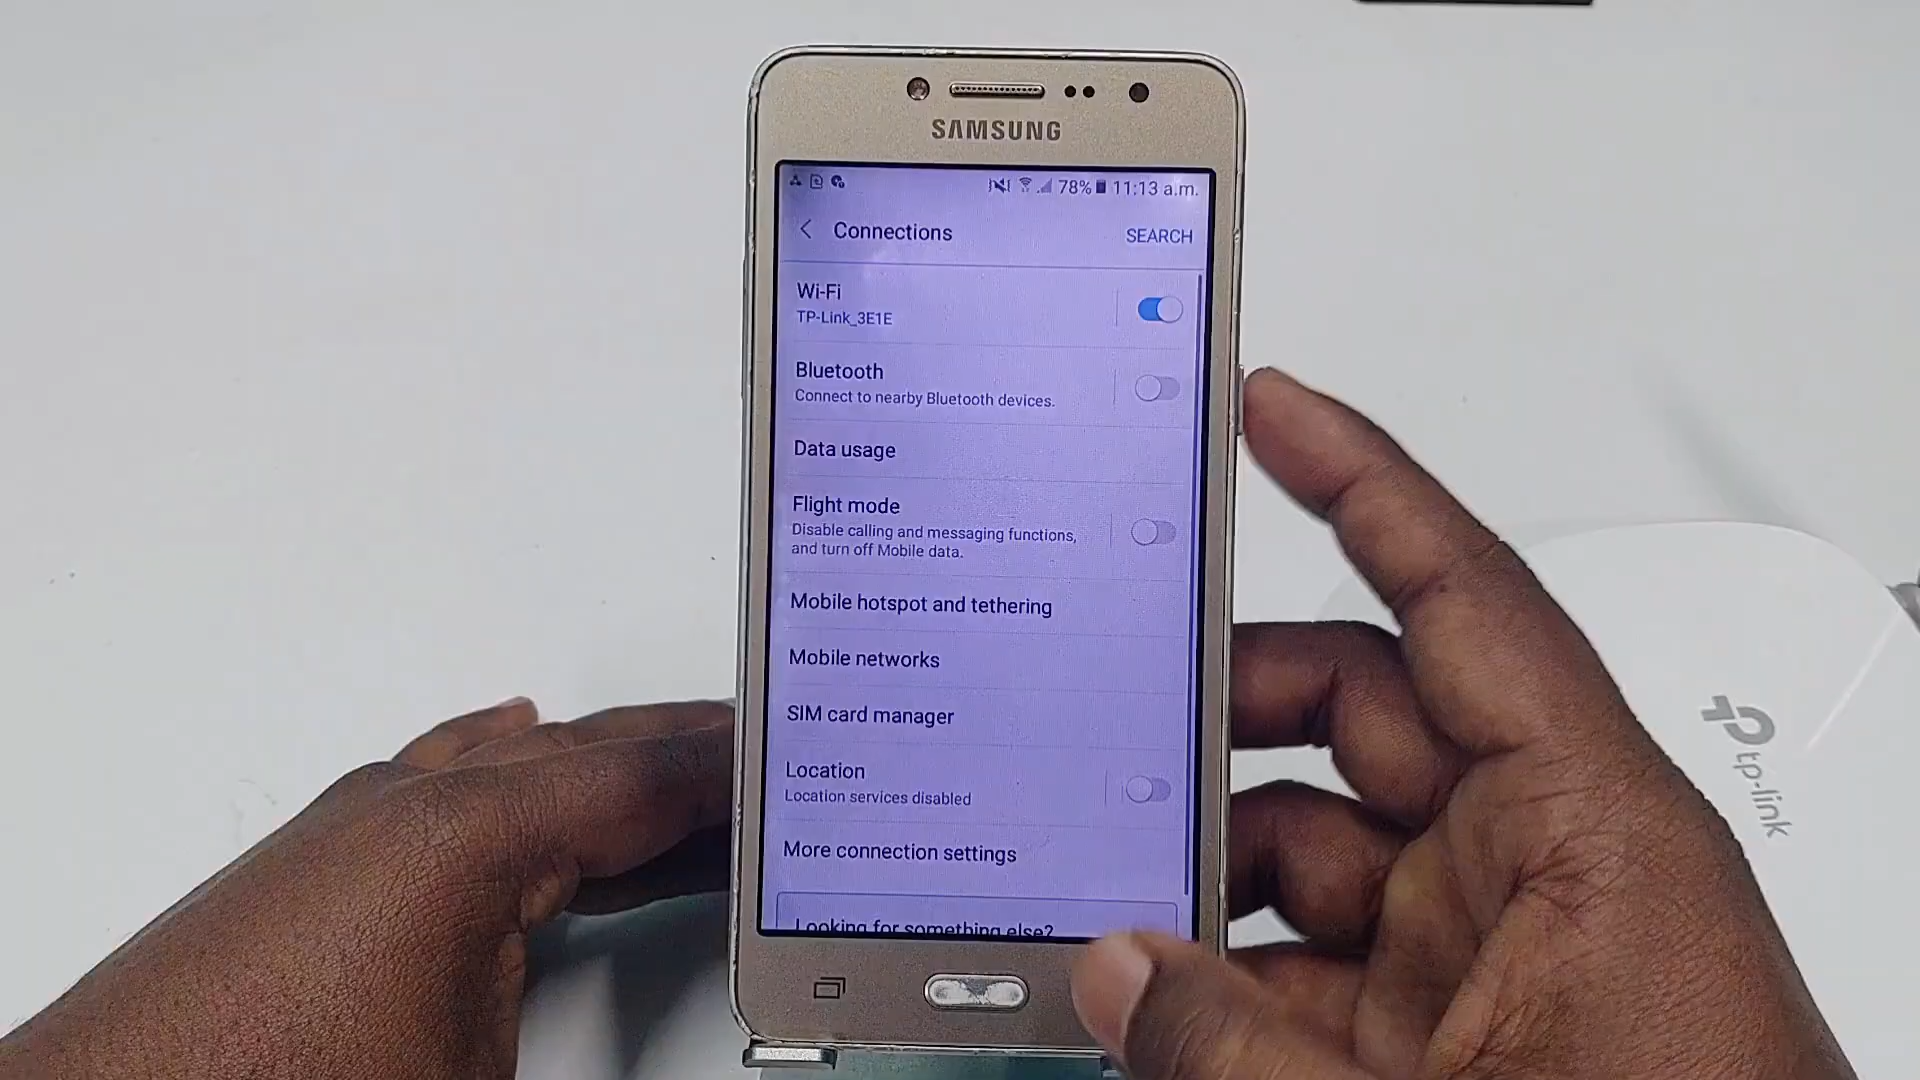 SAMSUNG
78% 11:13 a.m.
Connections
SEARCH
Wi-Fi
TP-Link_3E1E
Bluetooth
Connect to nearby Bluetooth devices.
Data usage
Flight mode
Disable calling and messaging functions,
and turn off Mobile data.
Mobile hotspot and tethering
Mobile networks
SIM card manager
Location
Location services disabled
More connection settings
Looking for something else?
tp-link